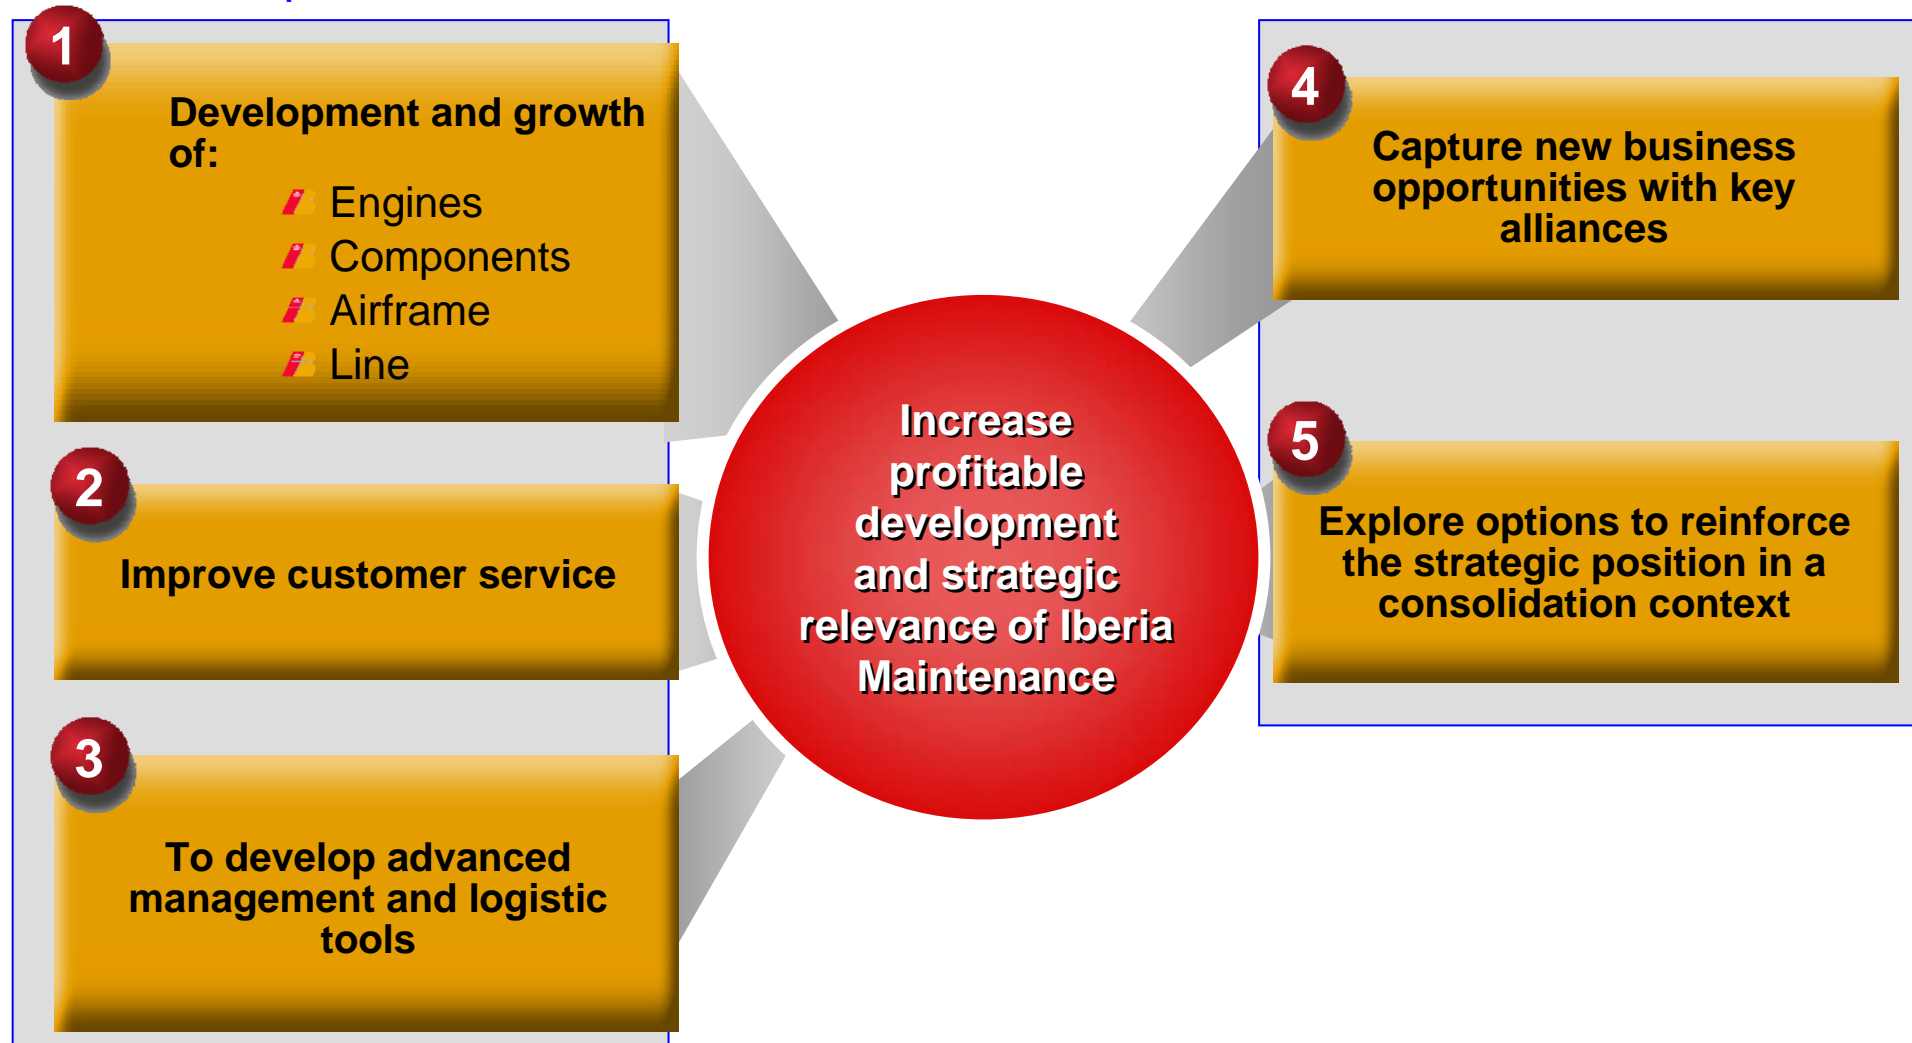 1
Development and growth
of:
Engines
Components
Airframe
Line
2
Improve customer service
3
To develop advanced
management and logistic
tools
Increase
profitable
development
and strategic
relevance of Iberia
Maintenance
4
Capture new business
opportunities with key
alliances
5
Explore options to reinforce
the strategic position in a
consolidation context